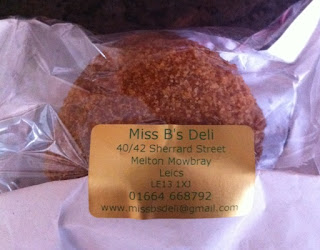 Miss B's Deli
40/42 Sherrard Street
Melton Mowbray
Leics
LE13 1XJ
01664 668792
www.missbsdeli@gmail.com